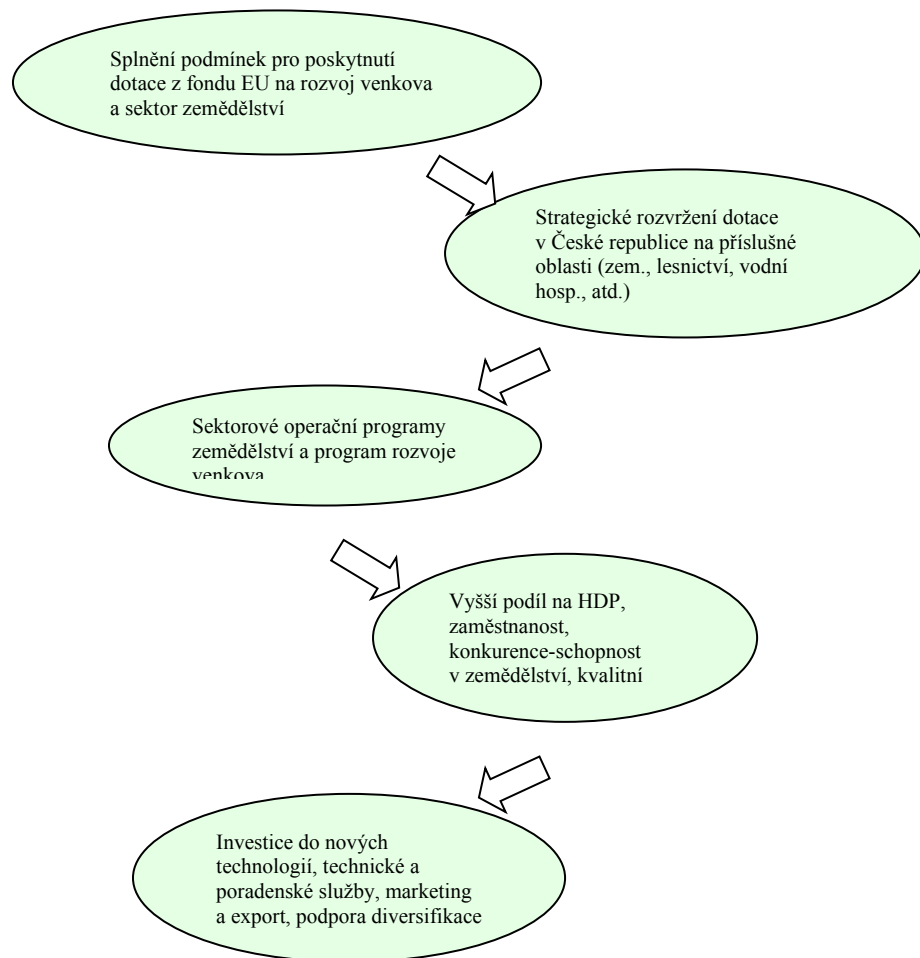 Splnění podmínek pro poskytnutí
dotace z fondu EU na rozvoj venkova
a sektor zemědělství
Strategické rozvržení dotace
v České republice na příslušné
oblasti (zem., lesnictví, vodní
hosp., atd.)
Sektorové operační programy
zemědělství a program rozvoje
venkova
Vyšší podíl na HDP,
zaměstnanost,
konkurence-schopnost
v zemědělství, kvalitní
Investice do nových
technologií, technické a
poradenské služby, marketing
a export, podpora diversifikace